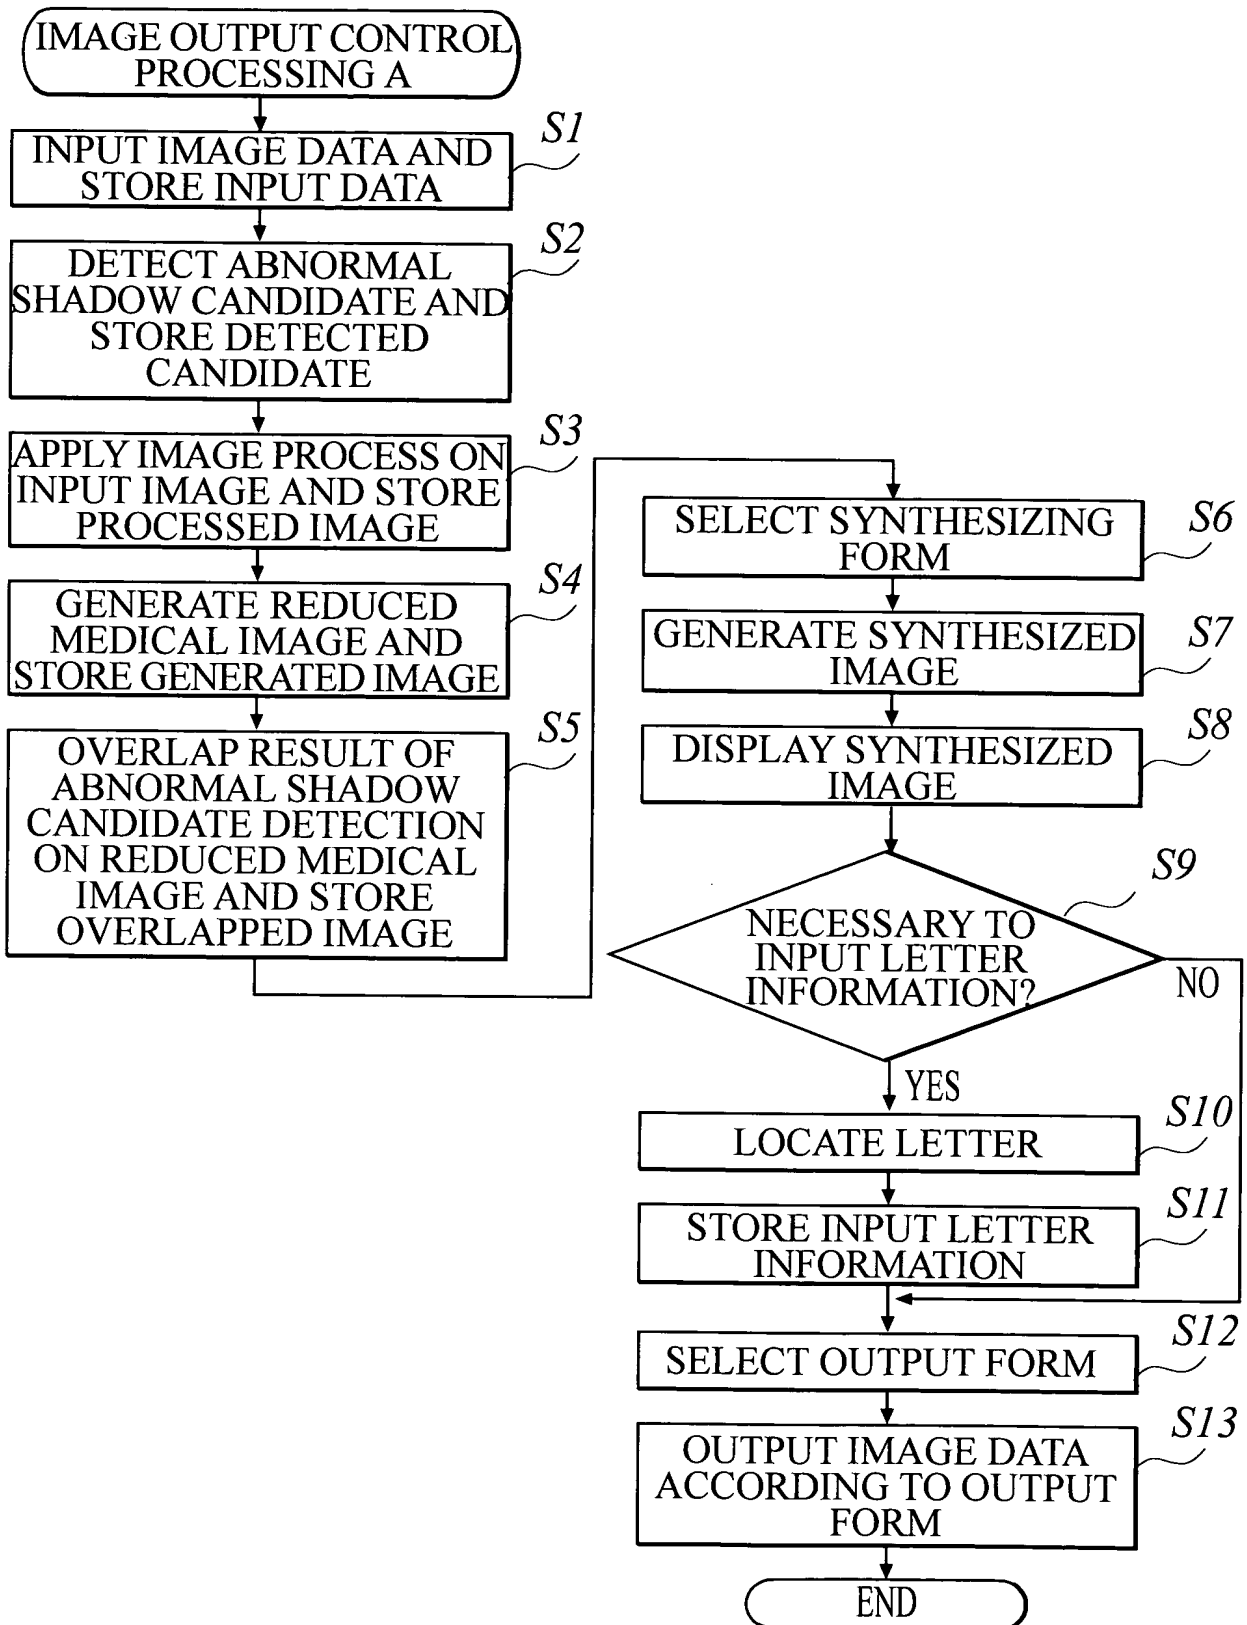 IMAGE OUTPUT CONTROL
PROCESSING A
S1
INPUT IMAGE DATA AND
STORE INPUT DATA
S2
DETECT ABNORMAL
SHADOW CANDIDATE AND
STORE DETECTED
CANDIDATE
S3
APPLY IMAGE PROCESS ON
INPUT IMAGE AND STORE
PROCESSED IMAGE
S4
GENERATE REDUCED
MEDICAL IMAGE AND
STORE GENERATED IMAGE
S5
OVERLAP RESULT OF
ABNORMAL SHADOW
CANDIDATE DETECTION
ON REDUCED MEDICAL
IMAGE AND STORE
OVERLAPPED IMAGE
S6
SELECT SYNTHESIZING
FORM
S7
GENERATE SYNTHESIZED
IMAGE
S8
DISPLAY SYNTHESIZED
IMAGE
S9
NECESSARY TO
INPUT LETTER
INFORMATION?
NO
YES
S10
LOCATE LETTER
S11
STORE INPUT LETTER
INFORMATION
S12
SELECT OUTPUT FORM
S13
OUTPUT IMAGE DATA
ACCORDING TO OUTPUT
FORM
END